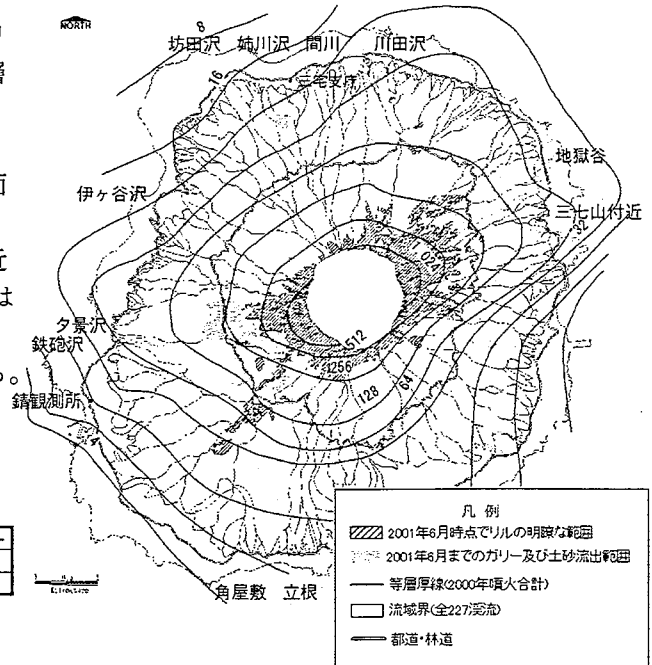 NORTH
8
坊田沢 姉川沢 間川 川田沢
16
三宅支庁
地獄谷
伊ヶ谷沢
三七山付近
32
夕景沢
鉄砲沢
錆観測所
512
256
128
64
4
角屋敷 立根
面
近
は
。
凡例
2001年6月時点でリルの明瞭な範囲
2001年6月までのガリー及び土砂流出範囲
等層厚線(2000年噴火合計)
流域界(全227渓流)
都道・林道